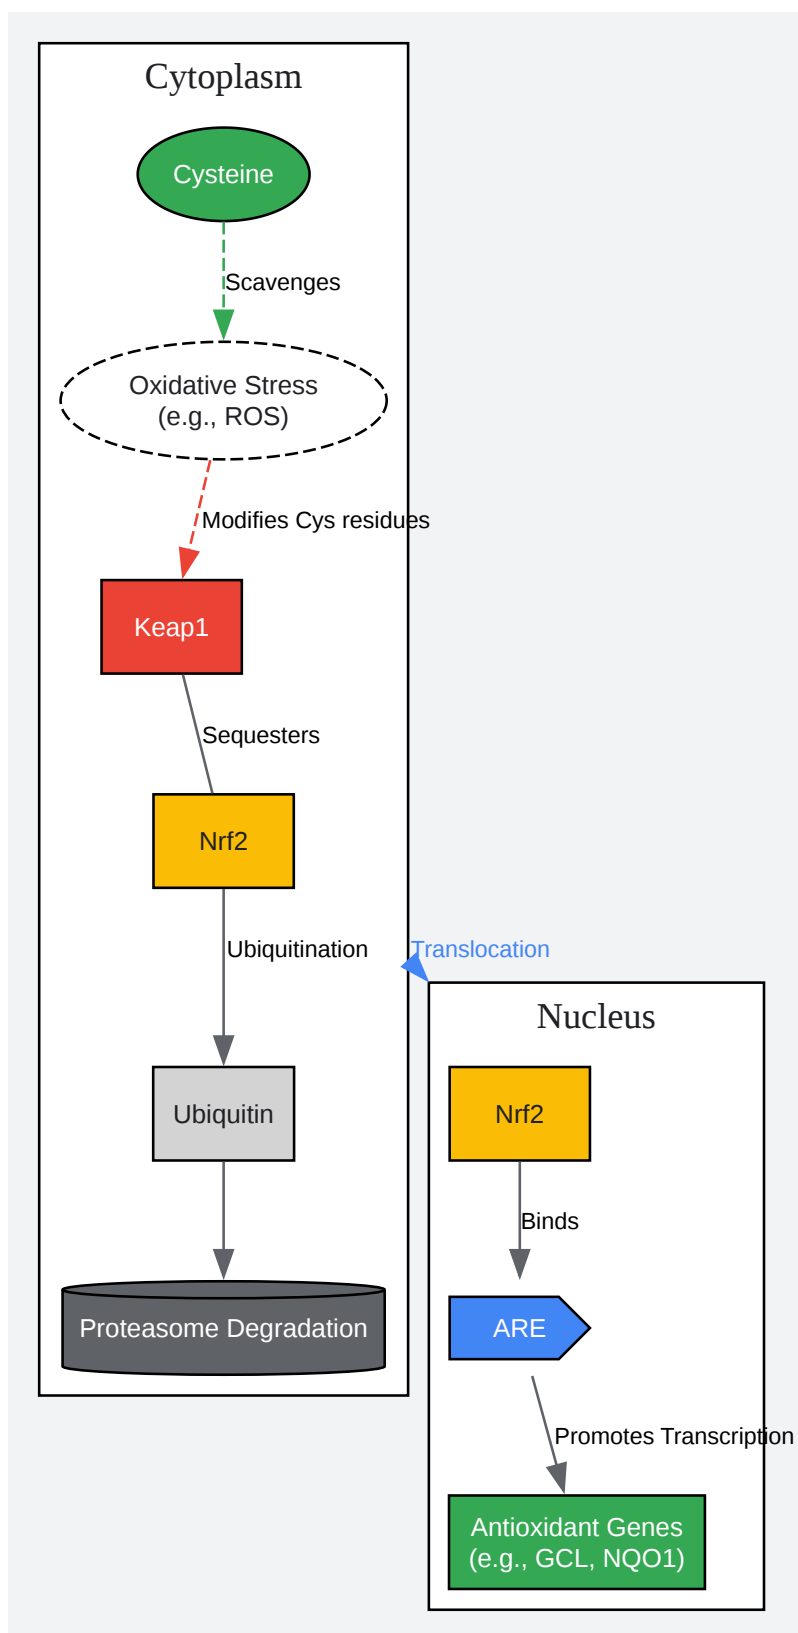 Cytoplasm
Cysteine
Scavenges
Oxidative Stress
(e.g., ROS)
Modifies Cys residues
Keap1
Sequesters
Nrf2
Ubiquitination
Translocation
Ubiquitin
Proteasome Degradation
Nucleus
Nrf2
Binds
ARE
Promotes Transcription
Antioxidant Genes
(e.g., GCL, NQO1)